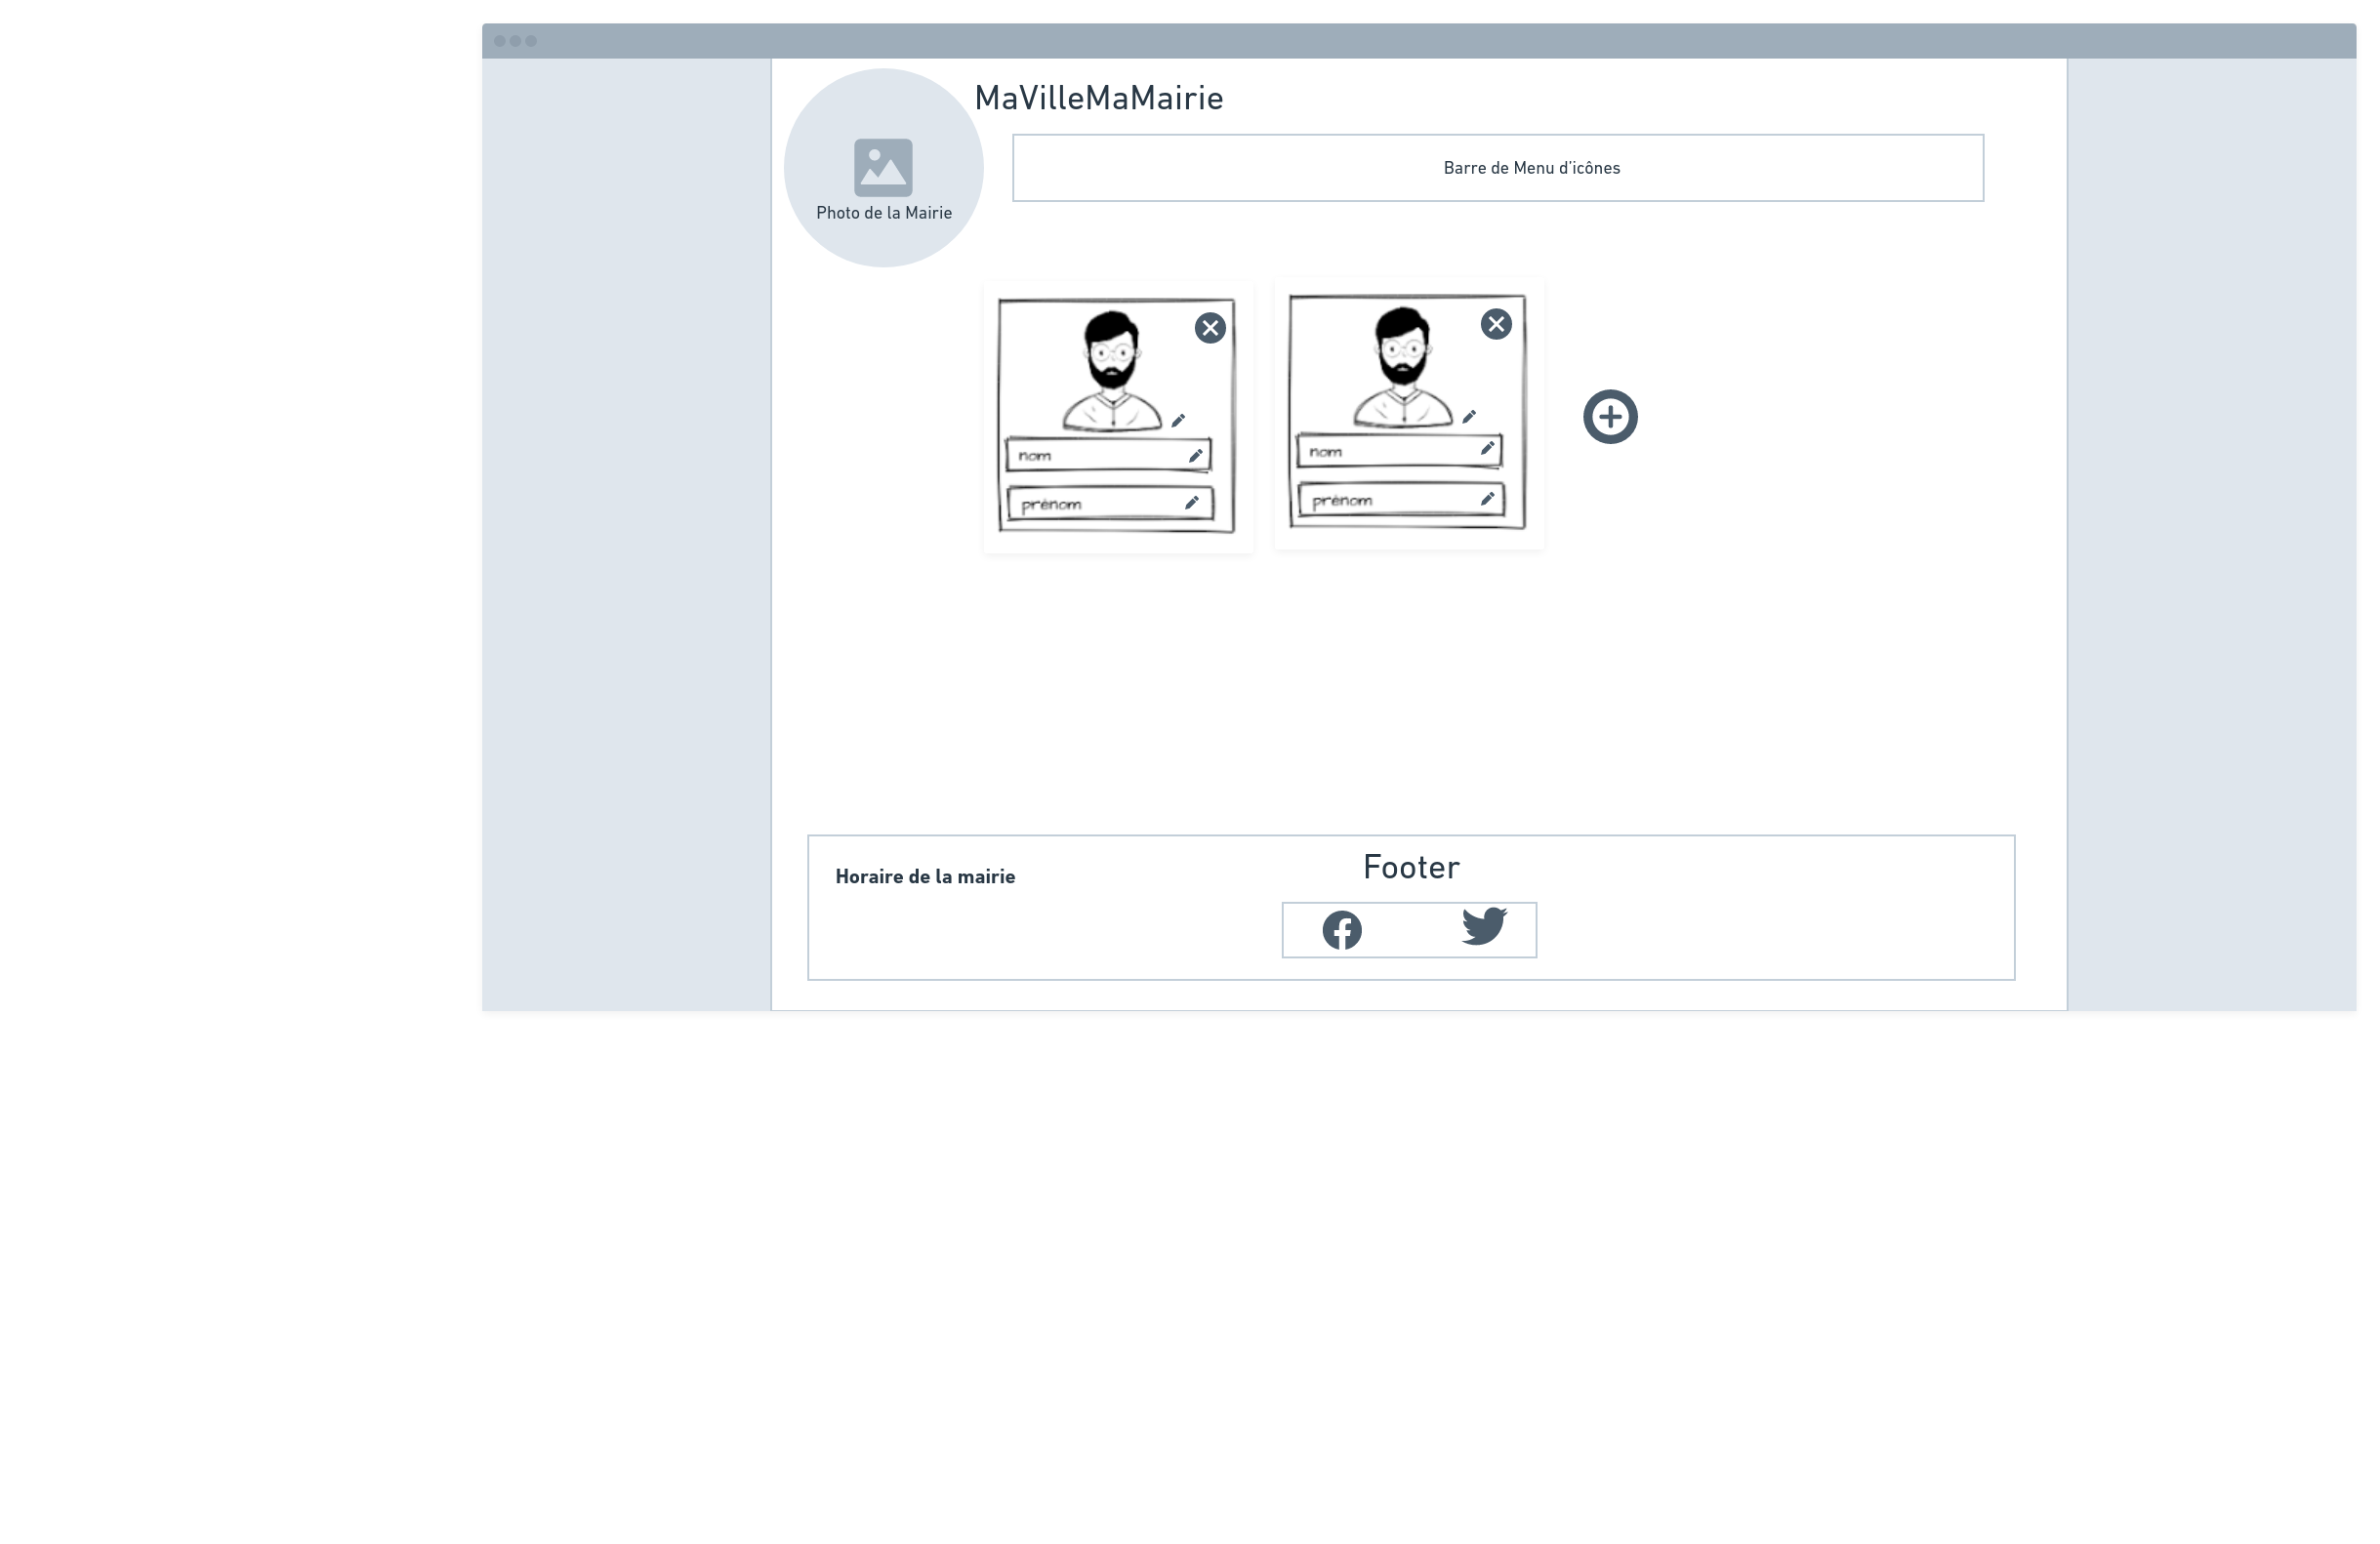 MaVilleMaMairie
Barre de Menu d'icônes
Photo de la Mairie
nom
prénom
nom
prénom
Footer
Horaire de la mairie